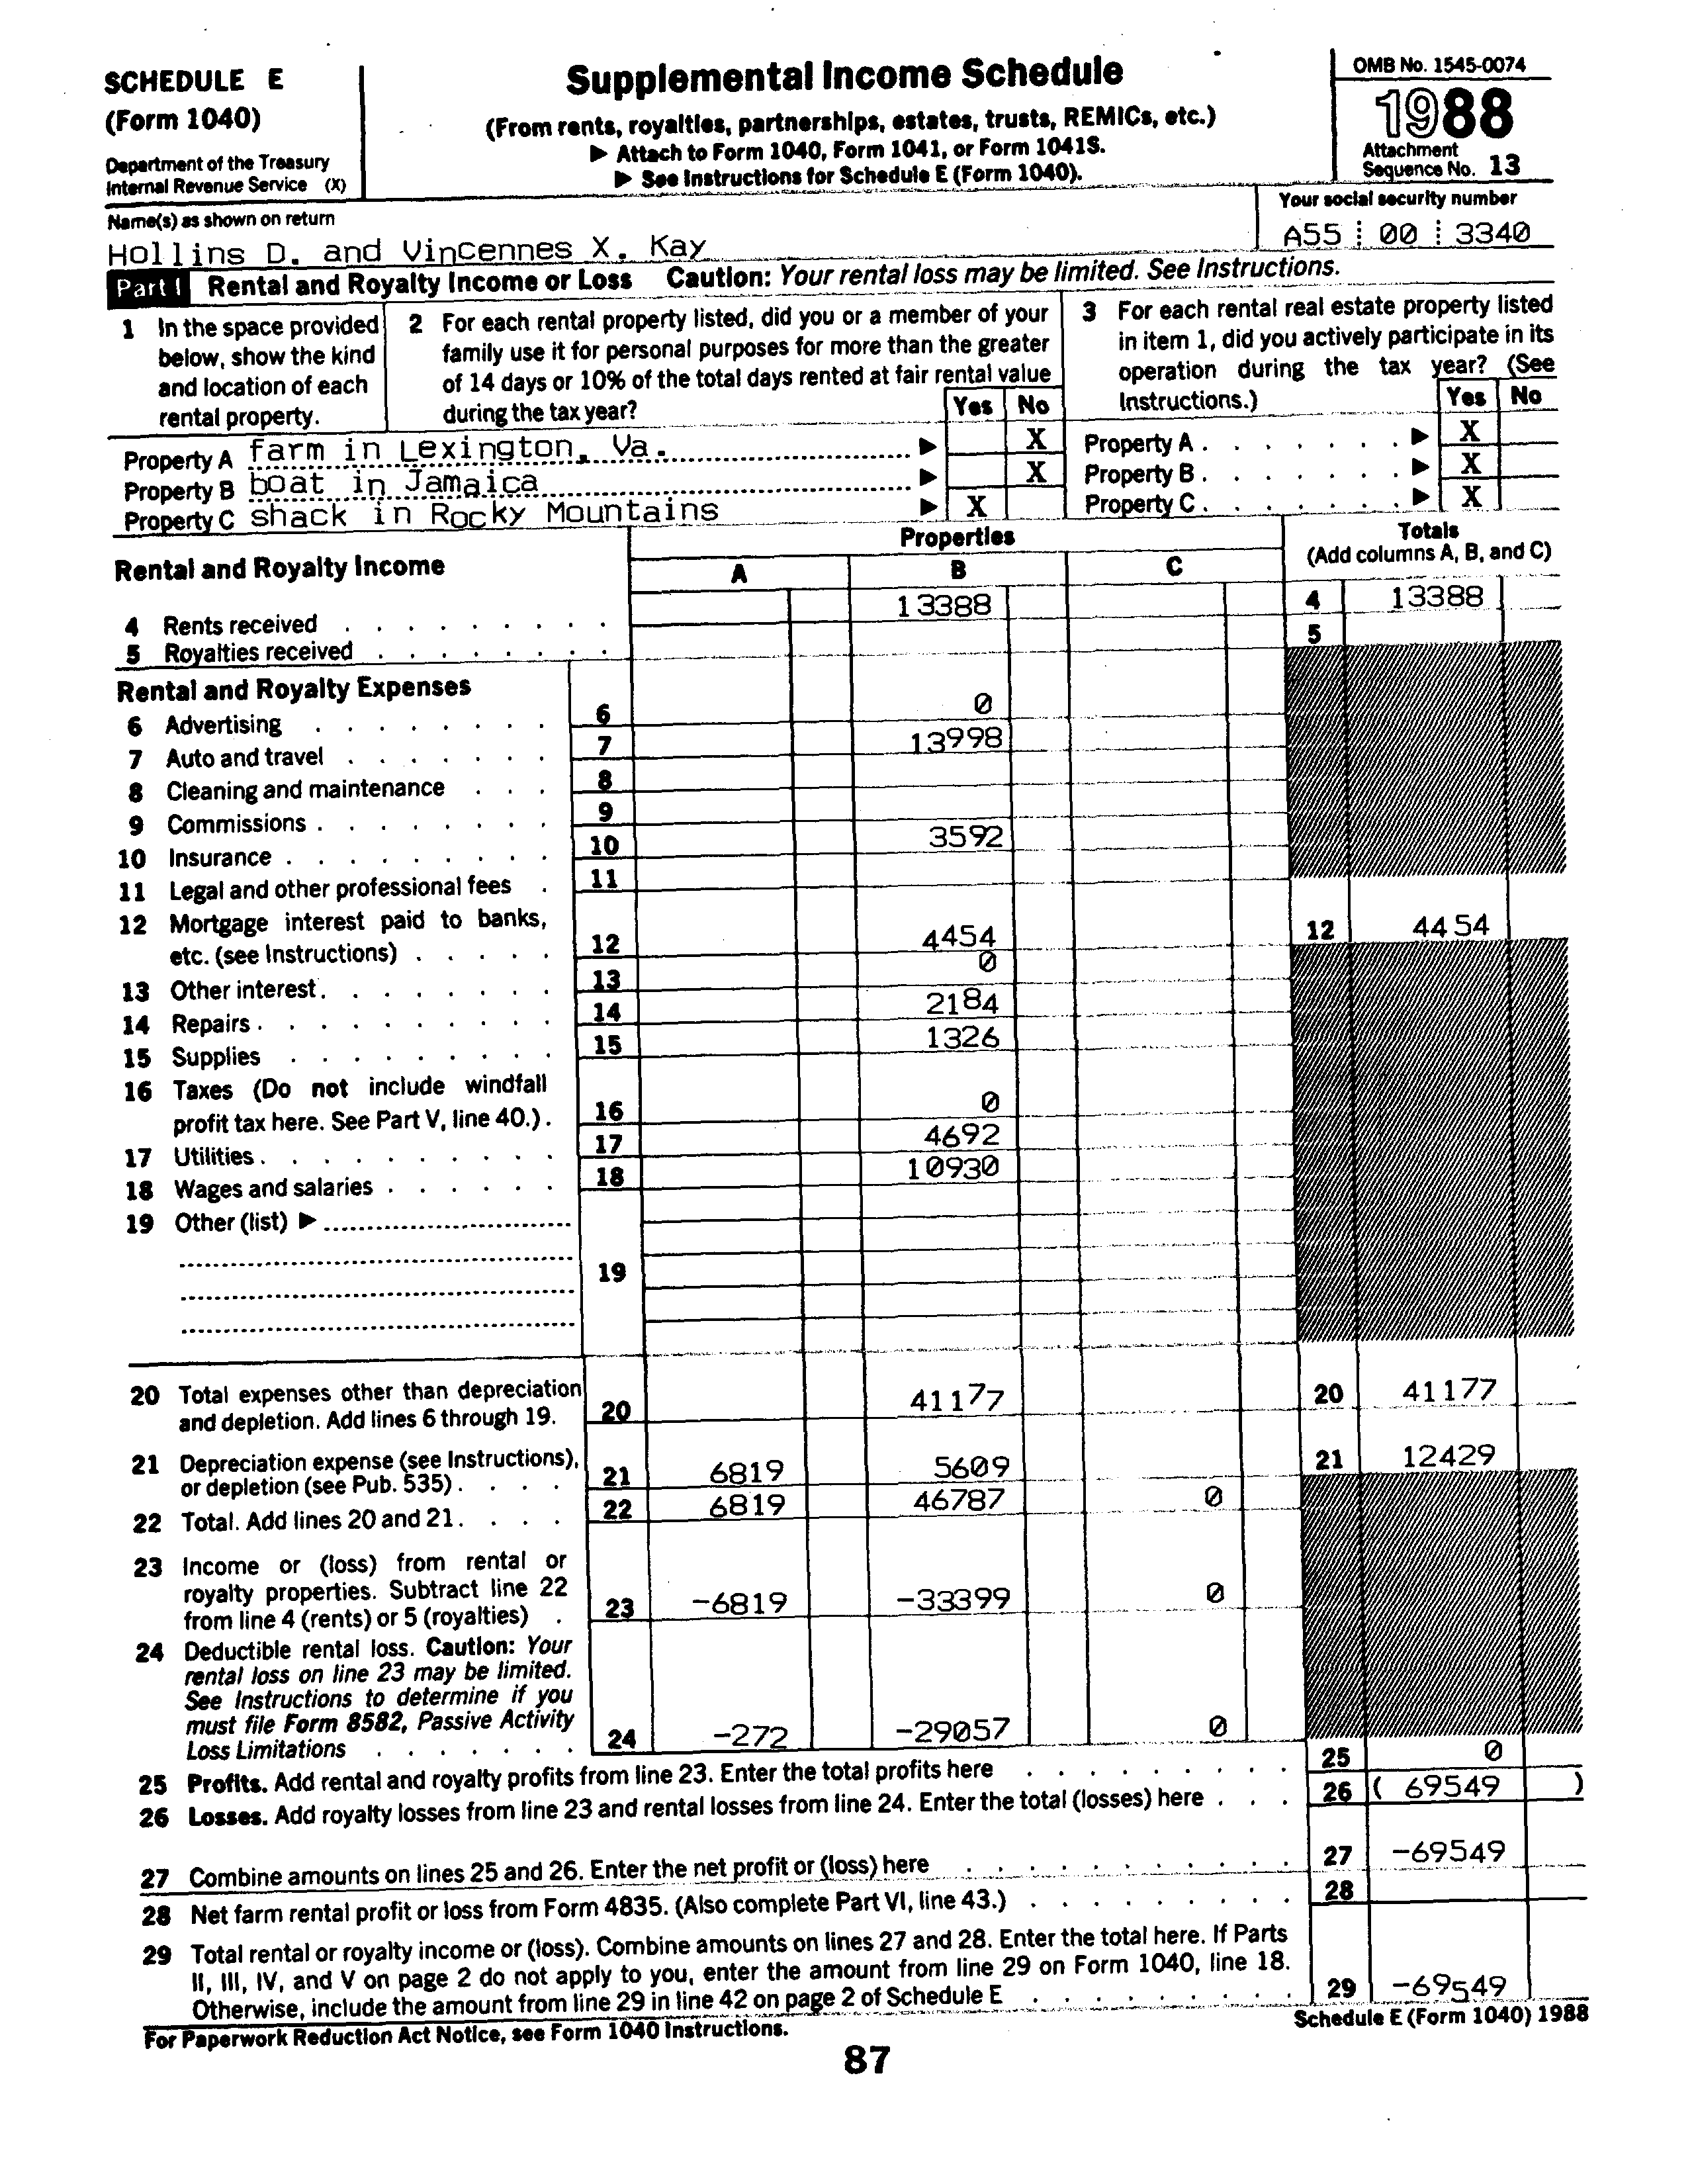 SCHEDULE E
(Form 1040)
Department of the Treasury
Internal Revenue Service (X)
Supplemental Income Schedule
(From rents, royalties, partnerships, estates, trusts, REMICs, etc.)
▶ Attach to Form 1040, Form 1041, or Form 1041S.
▶ See Instructions for Schedule E (Form 1040).
OMB No. 1545-0074
1988
Attachment
Sequence No. 13
Name(s) as shown on return
Hollins D. and Vincennes X. Kay
Your social security number
A55 00 3340
Part I Rental and Royalty Income or Loss Caution: Your rental loss may be limited. See Instructions.
1 In the space provided
below, show the kind
and location of each
rental property.
2 For each rental property listed, did you or a member of your
family use it for personal purposes for more than the greater
of 14 days or 10% of the total days rented at fair rental value
during the tax year? Yes No
3 For each rental real estate property listed
in item 1, did you actively participate in its
operation during the tax year? (See
Instructions.) Yes No
Property A farm in Lexington, Va. ▶ X Property A ▶ X
Property B boat in Jamaica ▶ X Property B ▶ X
Property C shack in Rocky Mountains ▶ X Property C ▶ X
Rental and Royalty Income
Properties
A B C
Totals
(Add columns A, B, and C)
4 Rents received 13388 4 13388
5 Royalties received 5
Rental and Royalty Expenses
6 Advertising 6 0
7 Auto and travel 7 13998
8 Cleaning and maintenance 8
9 Commissions 9
10 Insurance 10 3592
11 Legal and other professional fees 11
12 Mortgage interest paid to banks,
etc. (see Instructions) 12 4454 12 4454
13 Other interest 13 0
14 Repairs 14 2184
15 Supplies 15 1326
16 Taxes (Do not include windfall
profit tax here. See Part V, line 40.) 16 0
17 Utilities 17 4692
18 Wages and salaries 18 10930
19 Other (list) ▶
19
20 Total expenses other than depreciation
and depletion. Add lines 6 through 19. 20 41177 20 41177
21 Depreciation expense (see Instructions),
or depletion (see Pub. 535) 21 6819 5609 21 12429
22 Total. Add lines 20 and 21 22 6819 46787 0
23 Income or (loss) from rental or
royalty properties. Subtract line 22
from line 4 (rents) or 5 (royalties) 23 -6819 -33399 0
24 Deductible rental loss. Caution: Your
rental loss on line 23 may be limited.
See Instructions to determine if you
must file Form 8582, Passive Activity
Loss Limitations 24 -272 -29057 0
25 Profits. Add rental and royalty profits from line 23. Enter the total profits here 25 0
26 Losses. Add royalty losses from line 23 and rental losses from line 24. Enter the total (losses) here 26 ( 69549 )
27 Combine amounts on lines 25 and 26. Enter the net profit or (loss) here 27 -69549
28 Net farm rental profit or loss from Form 4835. (Also complete Part VI, line 43.) 28
29 Total rental or royalty income or (loss). Combine amounts on lines 27 and 28. Enter the total here. If Parts
II, III, IV, and V on page 2 do not apply to you, enter the amount from line 29 on Form 1040, line 18.
Otherwise, include the amount from line 29 in line 42 on page 2 of Schedule E 29 -69549
For Paperwork Reduction Act Notice, see Form 1040 Instructions. Schedule E (Form 1040) 1988
87